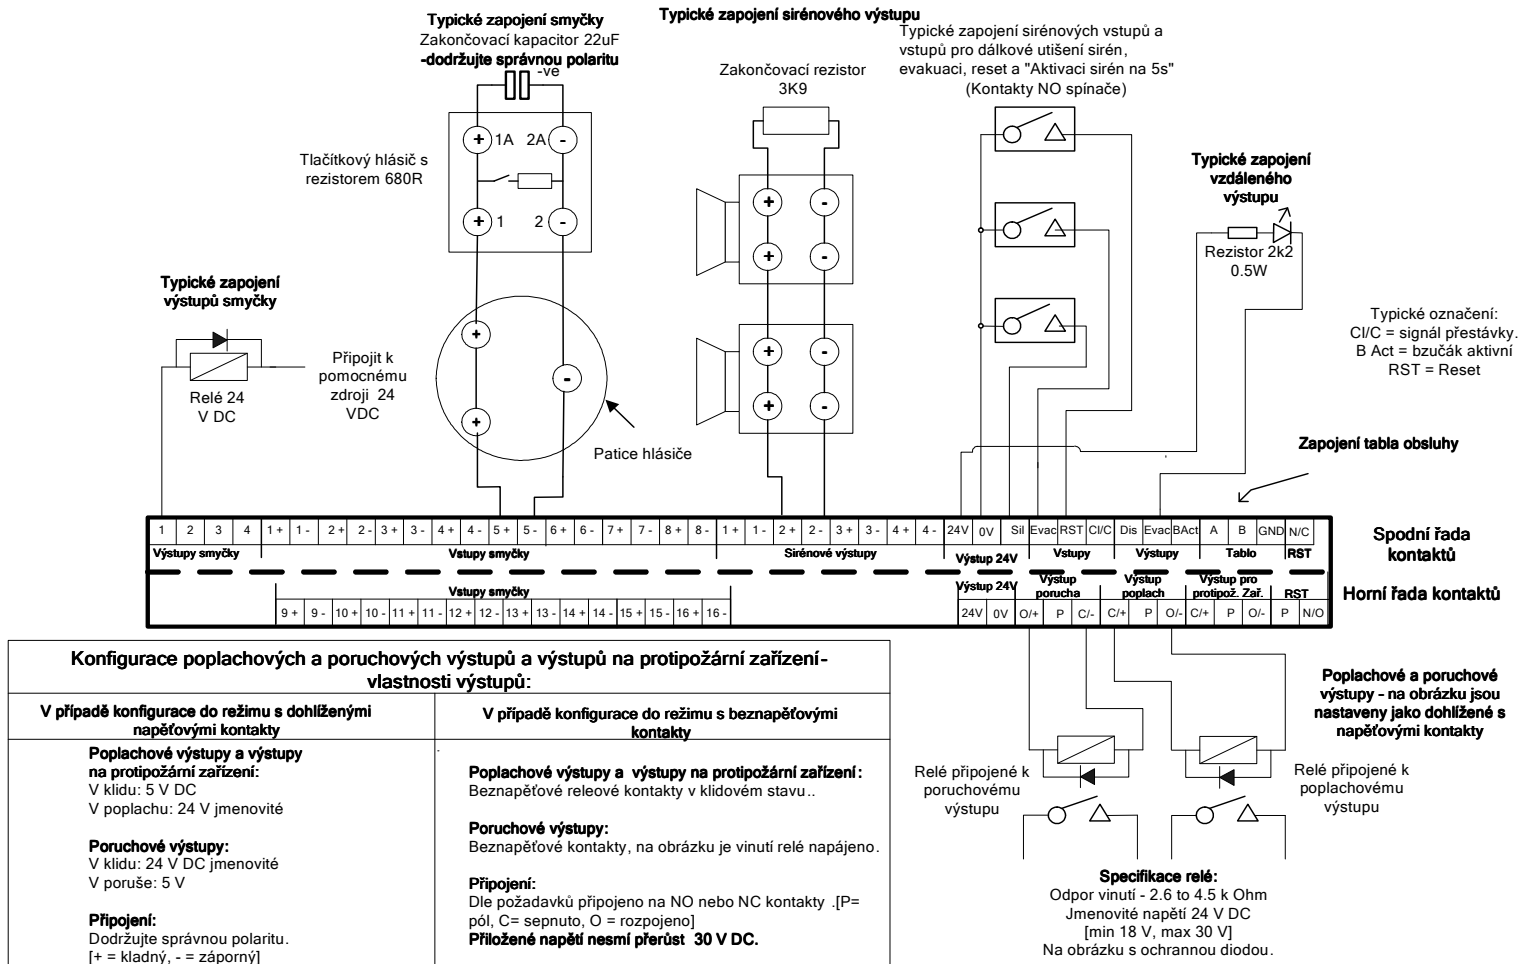 Typické zapojení smyčky
Zakončovací kapacitor 22uF
-dodržujte správnou polaritu
-ve
Typické zapojení sirénového výstupu
Typické zapojení sirénových vstupů a
vstupů pro dálkové utišení sirén,
evakuaci, reset a "Aktivaci sirén na 5s"
(Kontakty NO spínače)
Zakončovací rezistor
3K9
+ 1A 2A -
Tlačítkový hlásič s
rezistorem 680R
+ 1 2 -
+ -
+ -
Typické zapojení
vzdáleného
výstupu
Rezistor 2k2
0.5W
Typické zapojení
výstupů smyčky
Relé 24
V DC
Připojit k
pomocnému
zdroji 24
VDC
+
-
+
Patice hlásiče
+ -
+ -
Typické označení:
CI/C = signál přestávky.
B Act = bzučák aktivní
RST = Reset
Zapojení tabla obsluhy
1 2 3 4 1 + 1 - 2 + 2 - 3 + 3 - 4 + 4 - 5 + 5 - 6 + 6 - 7 + 7 - 8 + 8 - 1 + 1 - 2 + 2 - 3 + 3 - 4 + 4 - 24V 0V Sil Evac RST CI/C Dis Evac BAct A B GND N/C
Výstupy smyčky Vstupy smyčky Sirénové výstupy Výstup 24V Vstupy Výstupy Tablo RST
Spodní řada
kontaktů
Vstupy smyčky Výstup 24V Výstup
porucha Výstup
poplach Výstup pro
protipož. Zař. RST
9 + 9 - 10 + 10 - 11 + 11 - 12 + 12 - 13 + 13 - 14 + 14 - 15 + 15 - 16 + 16 - 24V 0V O/+ P C/- C/+ P O/- C/+ P O/- P N/O
Horní řada kontaktů
Konfigurace poplachových a poruchových výstupů a výstupů na protipožární zařízení-
vlastnosti výstupů:
V případě konfigurace do režimu s dohlíženými
napěťovými kontakty
Poplachové výstupy a výstupy
na protipožární zařízení:
V klidu: 5 V DC
V poplachu: 24 V jmenovité
Poruchové výstupy:
V klidu: 24 V DC jmenovité
V poruše: 5 V
Připojení:
Dodržujte správnou polaritu.
[+ = kladný, - = záporný]
V případě konfigurace do režimu s beznapěťovými
kontakty
Poplachové výstupy a výstupy na protipožární zařízení:
Beznapěťové releové kontakty v klidovém stavu..
Poruchové výstupy:
Beznapěťové kontakty, na obrázku je vinutí relé napájeno.
Připojení:
Dle požadavků připojeno na NO nebo NC kontakty .[P=
pól, C= sepnuto, O = rozpojeno]
Přiložené napětí nesmí přerůst 30 V DC.
Poplachové a poruchové
výstupy - na obrázku jsou
nastaveny jako dohlížené s
napěťovými kontakty
Relé připojené k
poruchovému
výstupu
Relé připojené k
poplachovému
výstupu
Specifikace relé:
Odpor vinutí - 2.6 to 4.5 k Ohm
Jmenovité napětí 24 V DC
[min 18 V, max 30 V]
Na obrázku s ochrannou diodou.